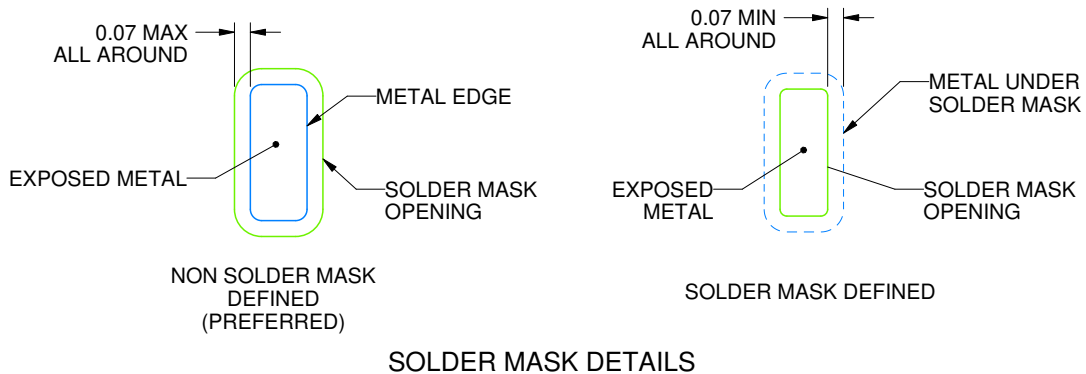 0.07 MAX
ALL AROUND
METAL EDGE
EXPOSED METAL
SOLDER MASK
OPENING
NON SOLDER MASK
DEFINED
(PREFERRED)
0.07 MIN
ALL AROUND
METAL UNDER
SOLDER MASK
EXPOSED
METAL
SOLDER MASK
OPENING
SOLDER MASK DEFINED
SOLDER MASK DETAILS